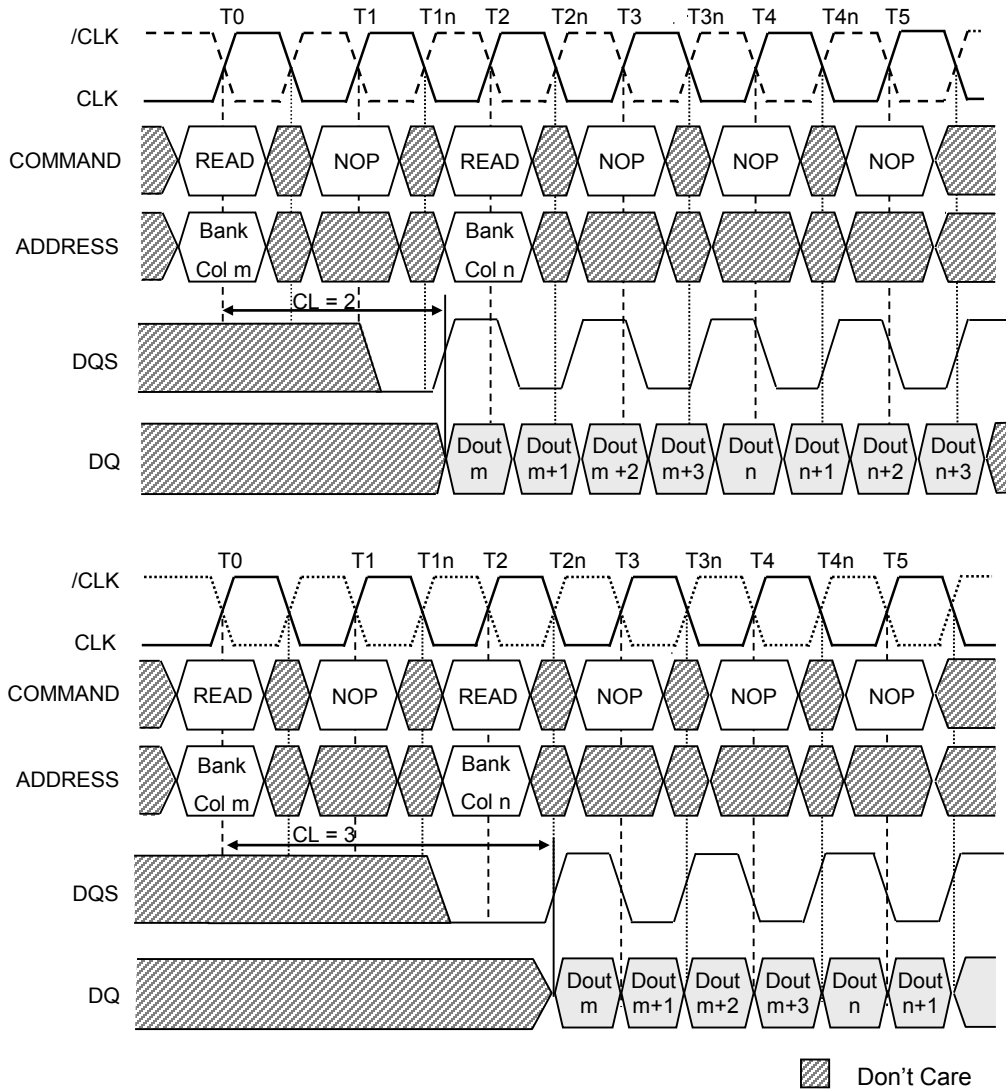 T0 T1 T1n T2 T2n T3 T3n T4 T4n T5
/CLK
CLK
COMMAND READ NOP READ NOP NOP NOP
ADDRESS Bank Col m Bank Col n
CL = 2
DQS
DQ Dout m Dout m+1 Dout m +2 Dout m+3 Dout n Dout n+1 Dout n+2 Dout n+3
T0 T1 T1n T2 T2n T3 T3n T4 T4n T5
/CLK
CLK
COMMAND READ NOP READ NOP NOP NOP
ADDRESS Bank Col m Bank Col n
CL = 3
DQS
DQ Dout m Dout m+1 Dout m+2 Dout m+3 Dout n Dout n+1
Don't Care